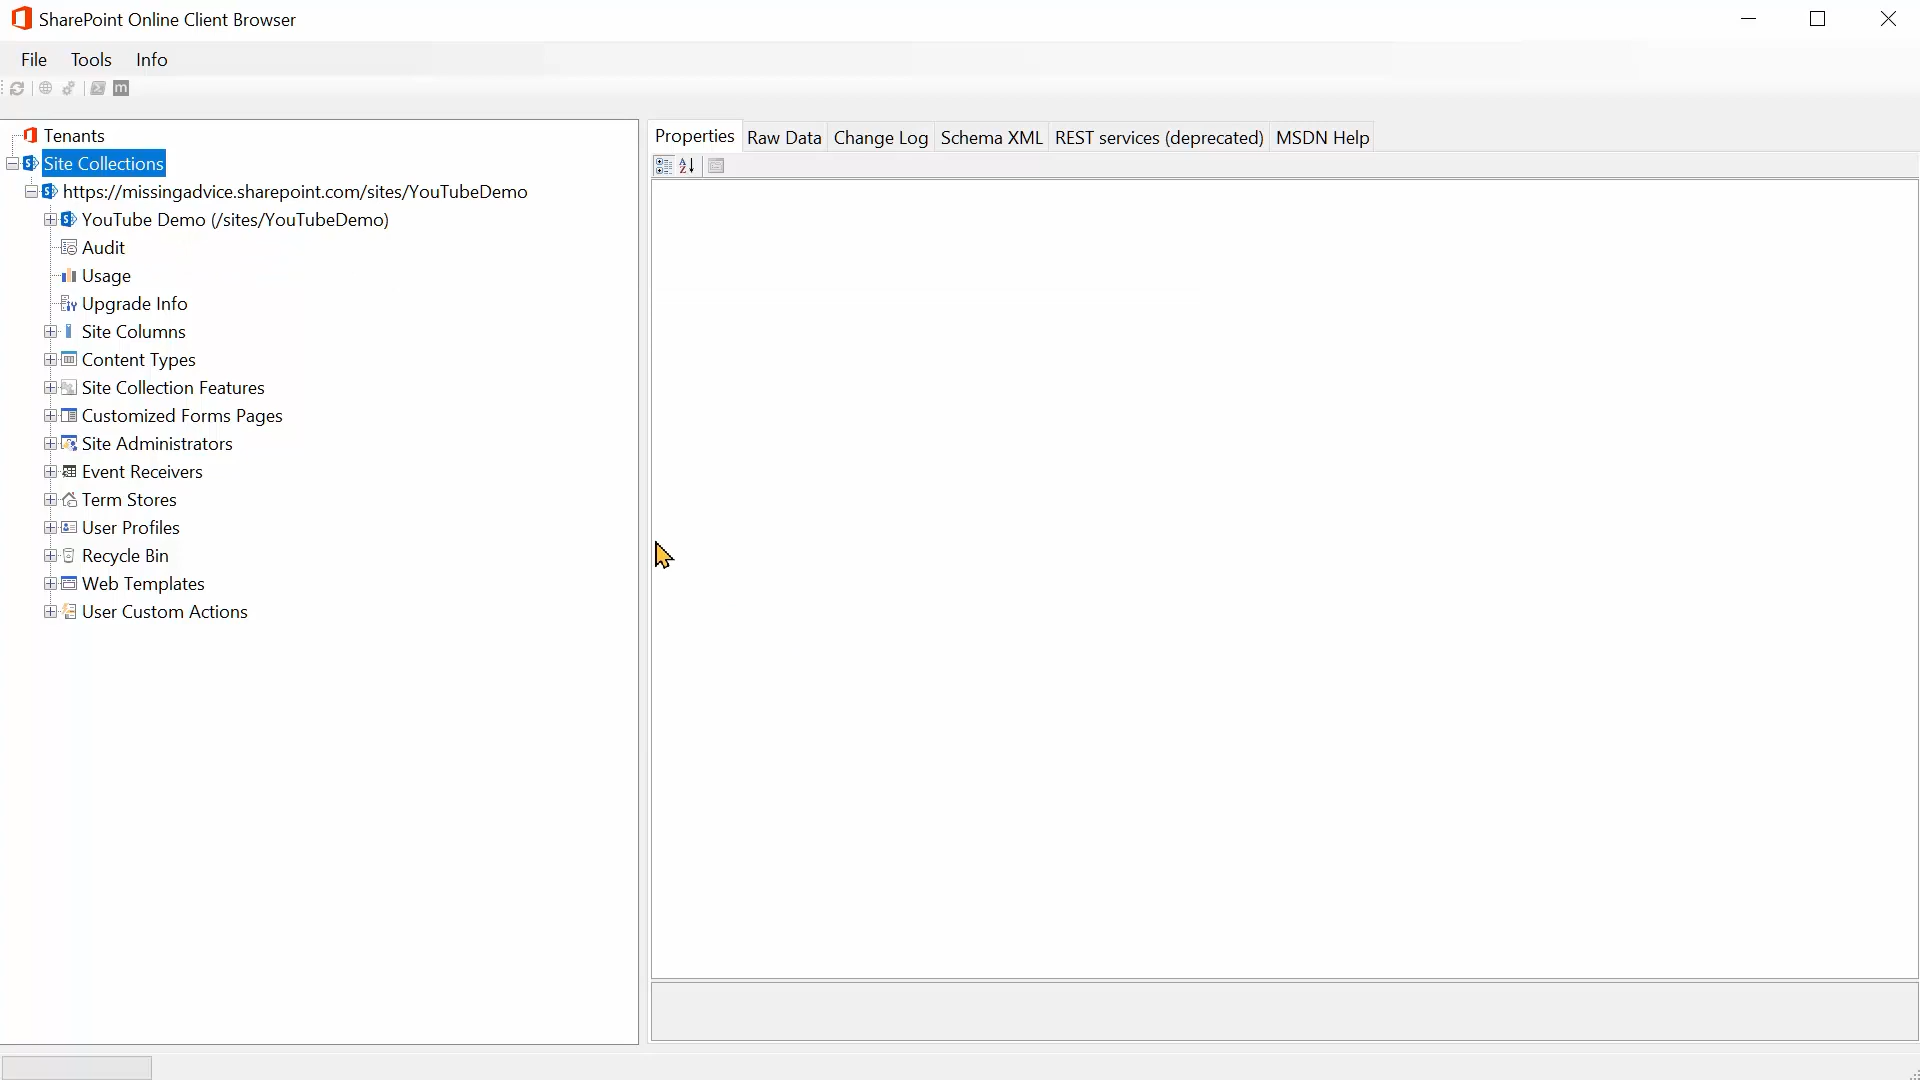 SharePoint Online Client Browser
File Tools Info
Tenants
Site Collections
https://missingadvice.sharepoint.com/sites/YouTubeDemo
YouTube Demo (/sites/YouTubeDemo)
Audit
Usage
Upgrade Info
Site Columns
Content Types
Site Collection Features
Customized Forms Pages
Site Administrators
Event Receivers
Term Stores
User Profiles
Recycle Bin
Web Templates
User Custom Actions
Properties Raw Data Change Log Schema XML REST services (deprecated) MSDN Help